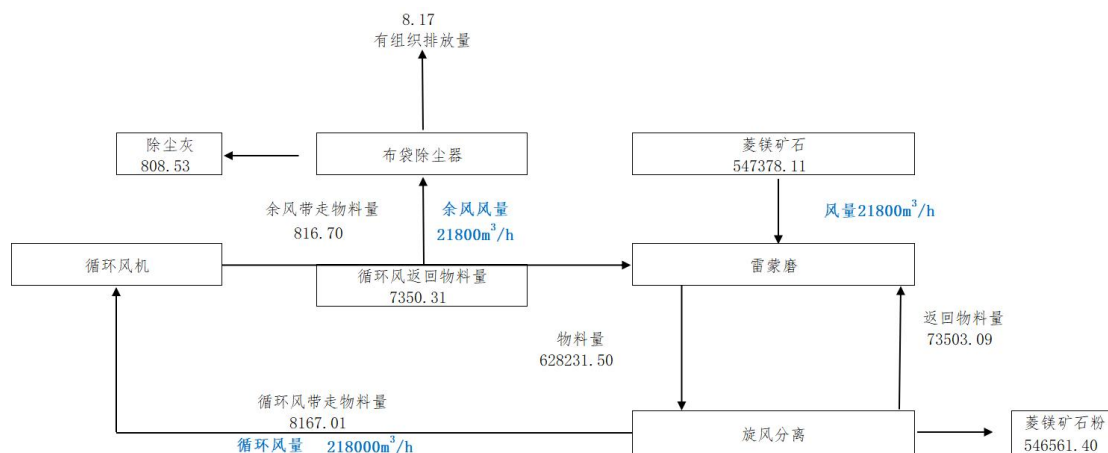 8.17
有组织排放量
除尘灰
808.53
布袋除尘器
菱镁矿石
547378.11
余风带走物料量
816.70
余风风量
21800m³/h
风量21800m³/h
循环风机
循环风返回物料量
7350.31
雷蒙磨
物料量
628231.50
返回物料量
73503.09
循环风带走物料量
8167.01
循环风量 218000m³/h
旋风分离
菱镁矿石粉
546561.40